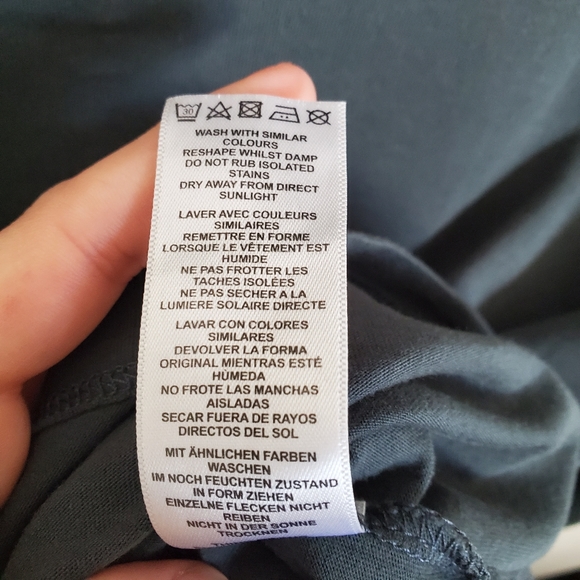 30
WASH WITH SIMILAR
COLOURS
RESHAPE WHILST DAMP
DO NOT RUB ISOLATED
STAINS
DRY AWAY FROM DIRECT
SUNLIGHT
LAVER AVEC COULEURS
SIMILAIRES
REMETTRE EN FORME
LORSQUE LE VÊTEMENT EST
HUMIDE
NE PAS FROTTER LES
TACHES ISOLÉES
NE PAS SECHER A LA
LUMIERE SOLAIRE DIRECTE
LAVAR CON COLORES
SIMILARES
DEVOLVER LA FORMA
ORIGINAL MIENTRAS ESTÉ
HÚMEDA
NO FROTE LAS MANCHAS
AISLADAS
SECAR FUERA DE RAYOS
DIRECTOS DEL SOL
MIT ÄHNLICHEN FARBEN
WASCHEN
IM NOCH FEUCHTEN ZUSTAND
IN FORM ZIEHEN
EINZELNE FLECKEN NICHT
REIBEN
NICHT IN DER SONNE
TROCKNEN